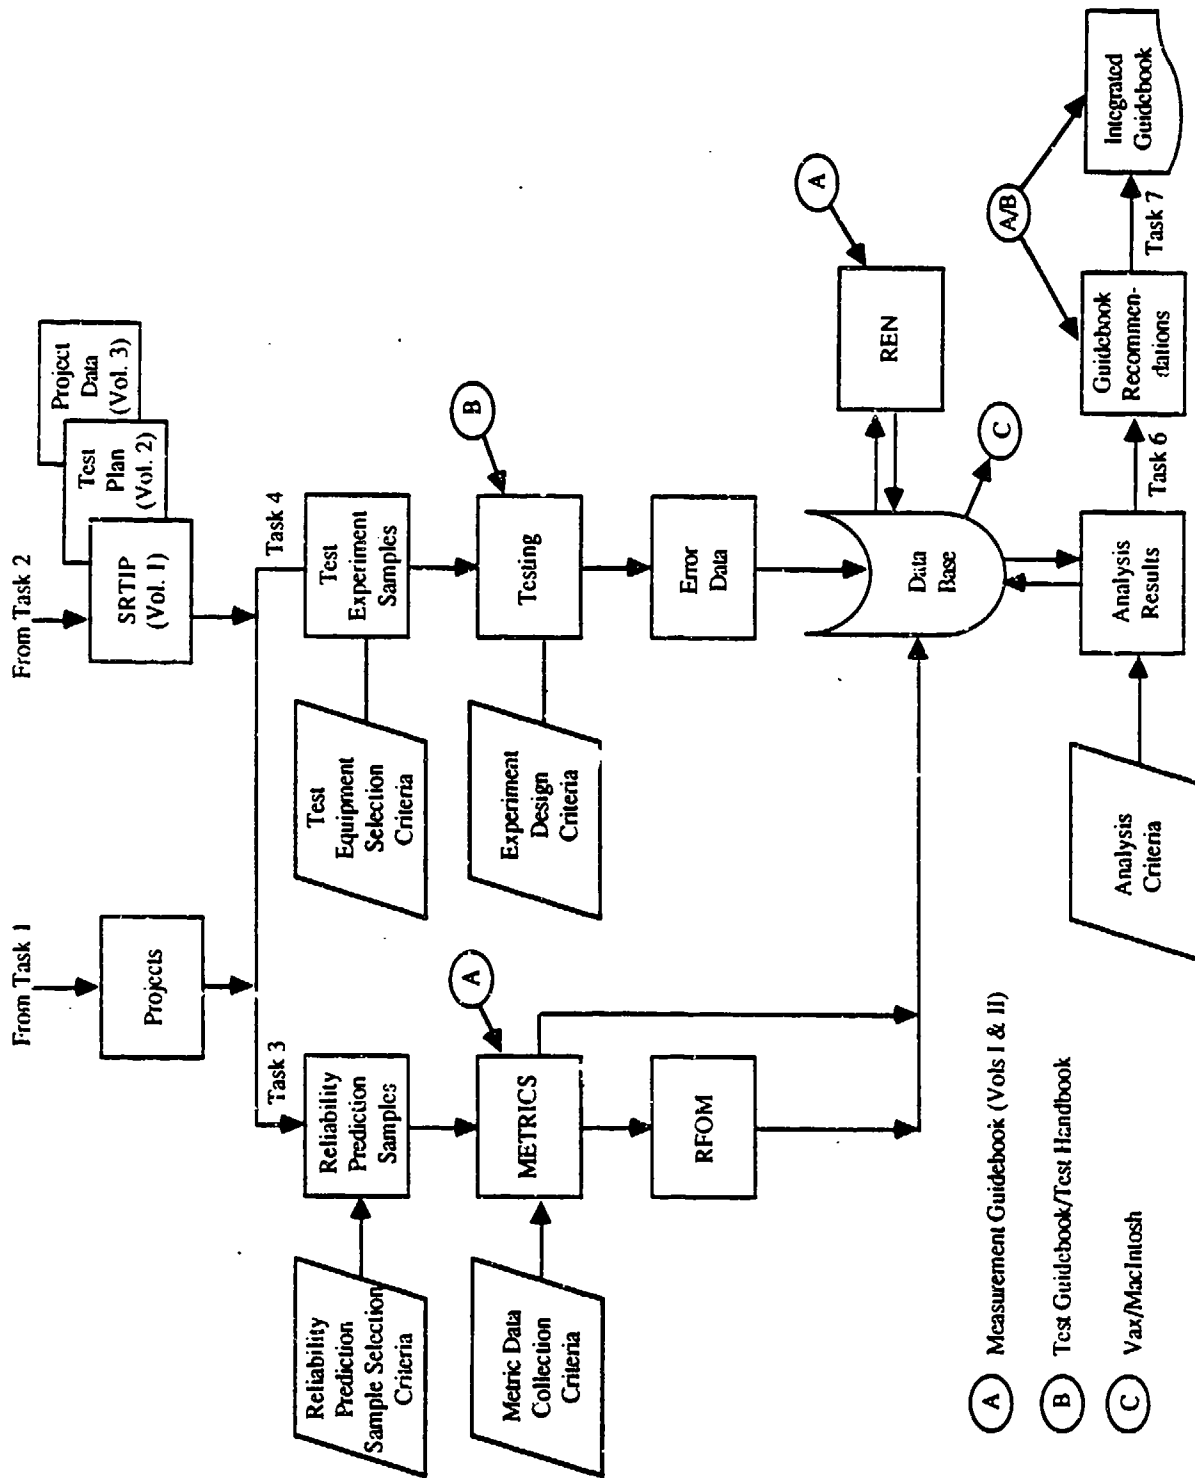 From Task 1
From Task 2
Projects
SRTIP
(Vol. 1)
Test
Plan
(Vol. 2)
Project
Data
(Vol. 3)
Task 3
Task 4
Reliability
Prediction
Sample Selection
Criteria
Reliability
Prediction
Samples
Test
Equipment
Selection
Criteria
Test
Experiment
Samples
Metric Data
Collection
Criteria
METRICS
A
Experiment
Design
Criteria
Testing
B
RFOM
Error
Data
Data
Base
REN
A
C
Analysis
Criteria
Analysis
Results
Task 6
Guidebook
Recommen-
dations
Task 7
A/B
Integrated
Guidebook
A Measurement Guidebook (Vols I & II)
B Test Guidebook/Test Handbook
C Vax/MacIntosh